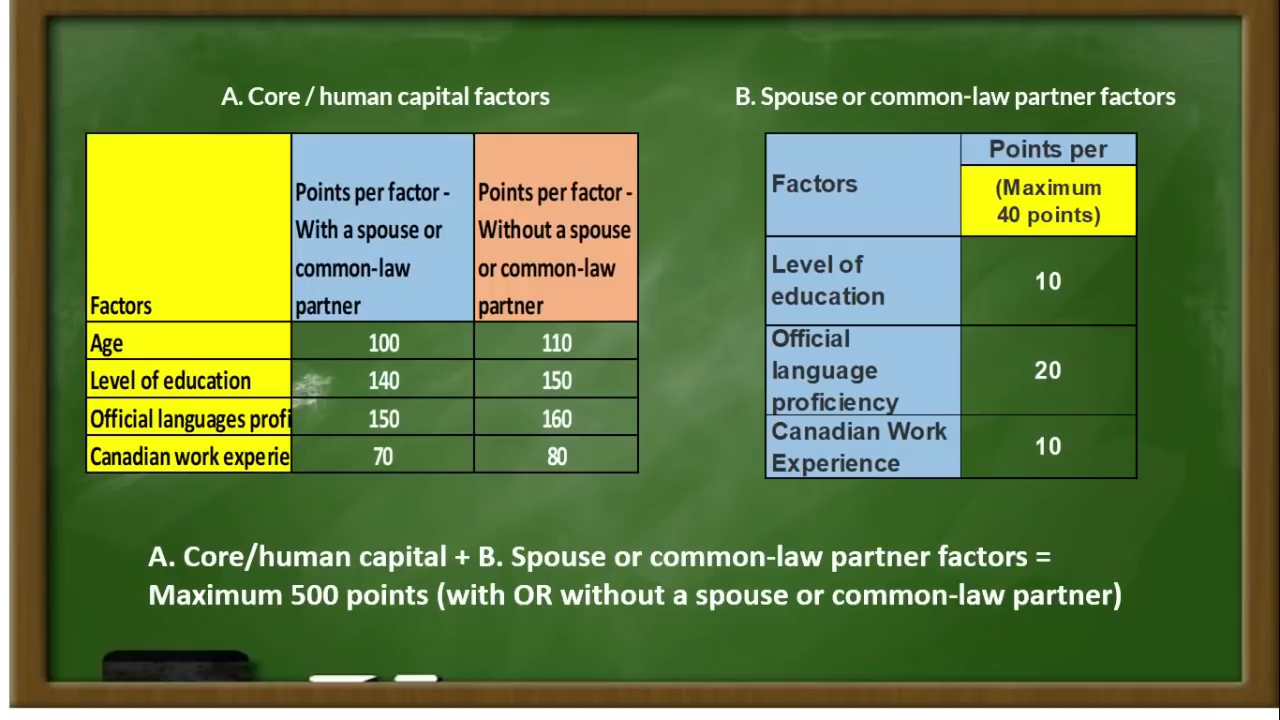 A. Core / human capital factors
B. Spouse or common-law partner factors
Factors
Points per factor -
With a spouse or
common-law
partner
Points per factor -
Without a spouse
or common-law
partner
Age 100 110
Level of education 140 150
Official languages profi 150 160
Canadian work experie 70 80
Factors
Points per
(Maximum
40 points)
Level of
education
10
Official
language
proficiency
20
Canadian Work
Experience
10
A. Core/human capital + B. Spouse or common-law partner factors =
Maximum 500 points (with OR without a spouse or common-law partner)